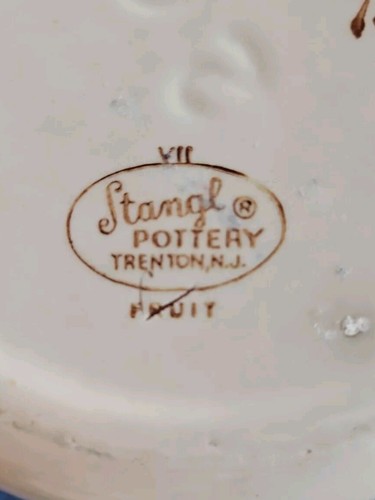 VII
Stangl ®
POTTERY
TRENTON, N.J.
FRUIT